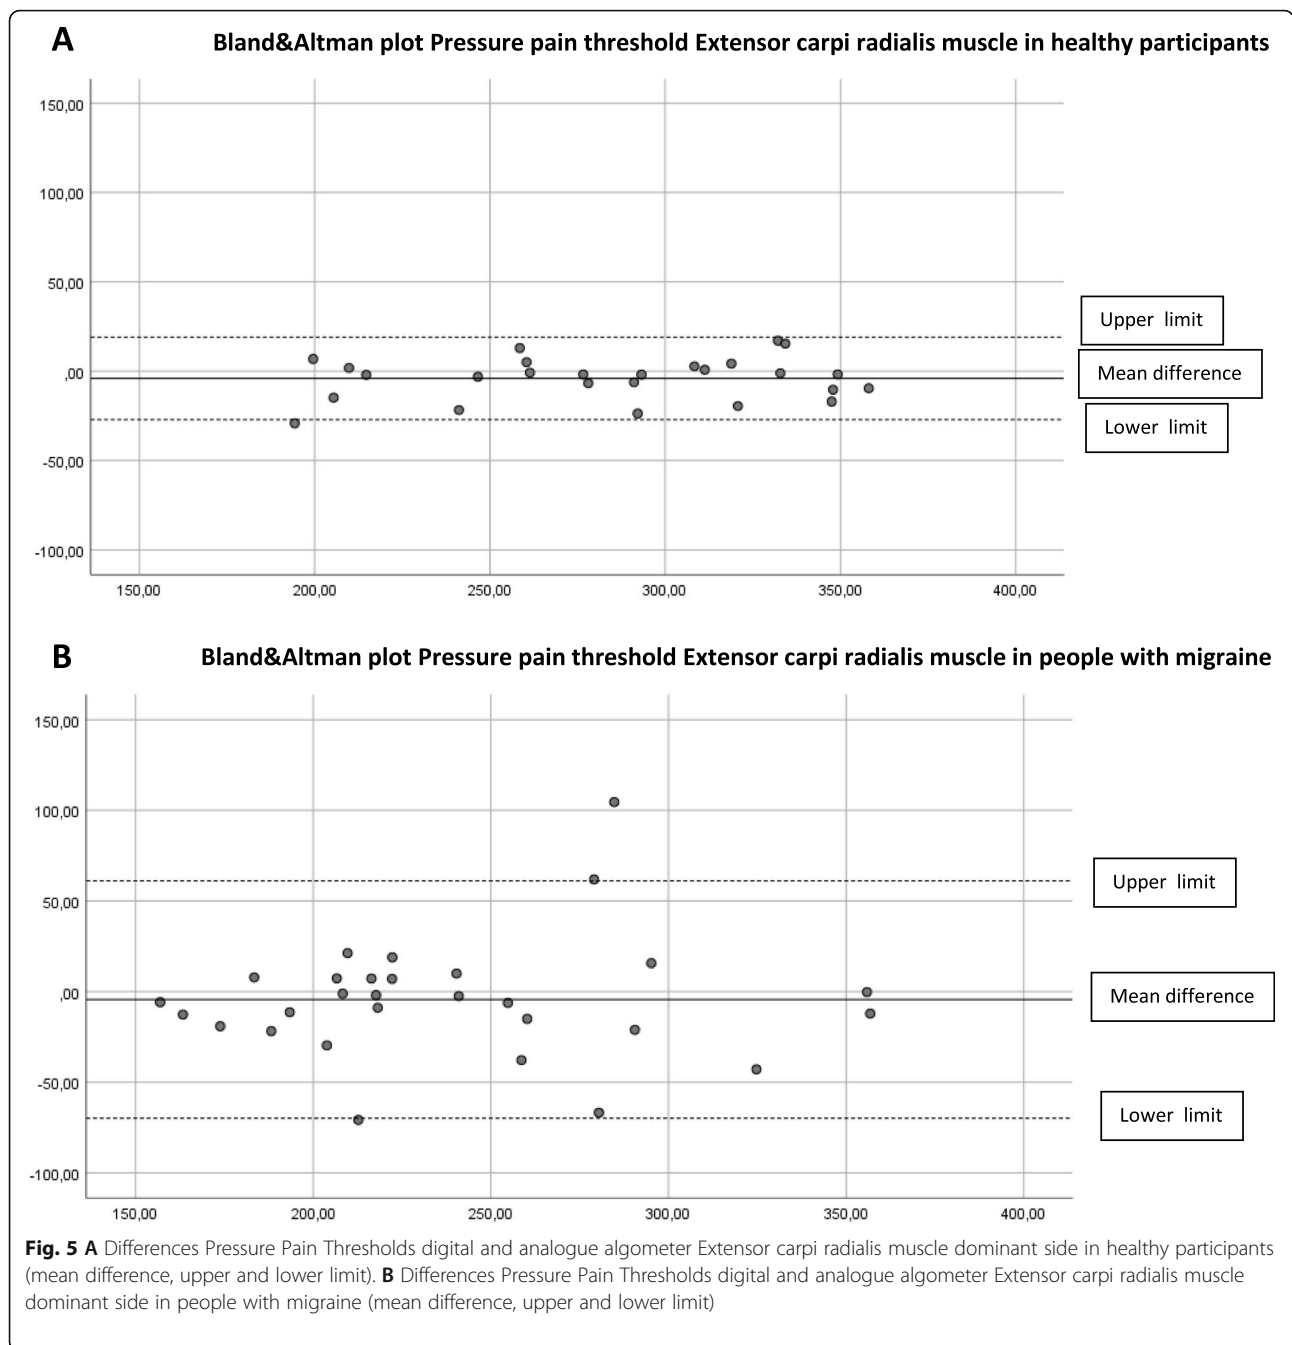 A
Bland&Altman plot Pressure pain threshold Extensor carpi radialis muscle in healthy participants
150,00
100,00
50,00
,00
-50,00
-100,00
Upper limit
Mean difference
Lower limit
150,00 200,00 250,00 300,00 350,00 400,00
B
Bland&Altman plot Pressure pain threshold Extensor carpi radialis muscle in people with migraine
150,00
100,00
50,00
,00
-50,00
-100,00
Upper limit
Mean difference
Lower limit
150,00 200,00 250,00 300,00 350,00 400,00
Fig. 5 A Differences Pressure Pain Thresholds digital and analogue algometer Extensor carpi radialis muscle dominant side in healthy participants
(mean difference, upper and lower limit). B Differences Pressure Pain Thresholds digital and analogue algometer Extensor carpi radialis muscle
dominant side in people with migraine (mean difference, upper and lower limit)